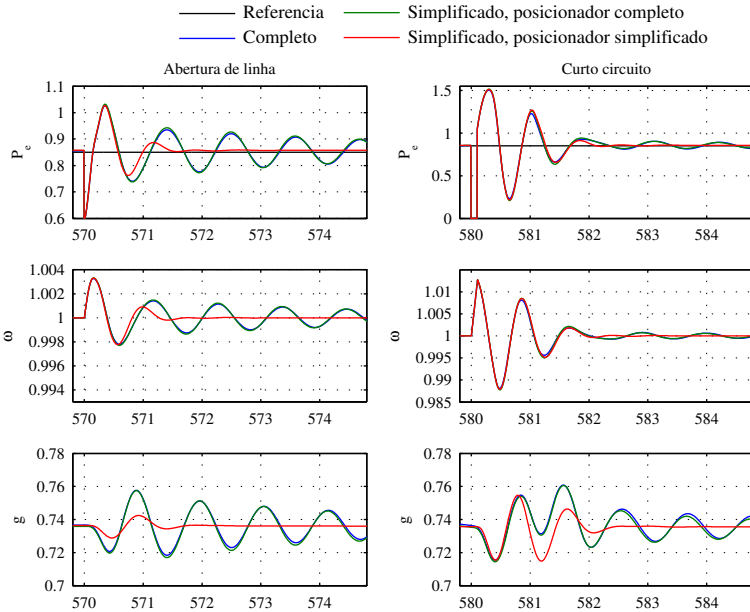 Referencia
Simplificado, posicionador completo
Completo
Simplificado, posicionador simplificado
Abertura de linha
Curto circuito
1.1
1
0.9
0.8
0.7
0.6
P_e
570 571 572 573 574
1.5
1
0.5
0
P_e
580 581 582 583 584
1.004
1.002
1
0.998
0.996
0.994
ω
570 571 572 573 574
1.01
1.005
1
0.995
0.99
0.985
ω
580 581 582 583 584
0.78
0.76
0.74
0.72
0.7
g
570 571 572 573 574
0.78
0.76
0.74
0.72
0.7
g
580 581 582 583 584